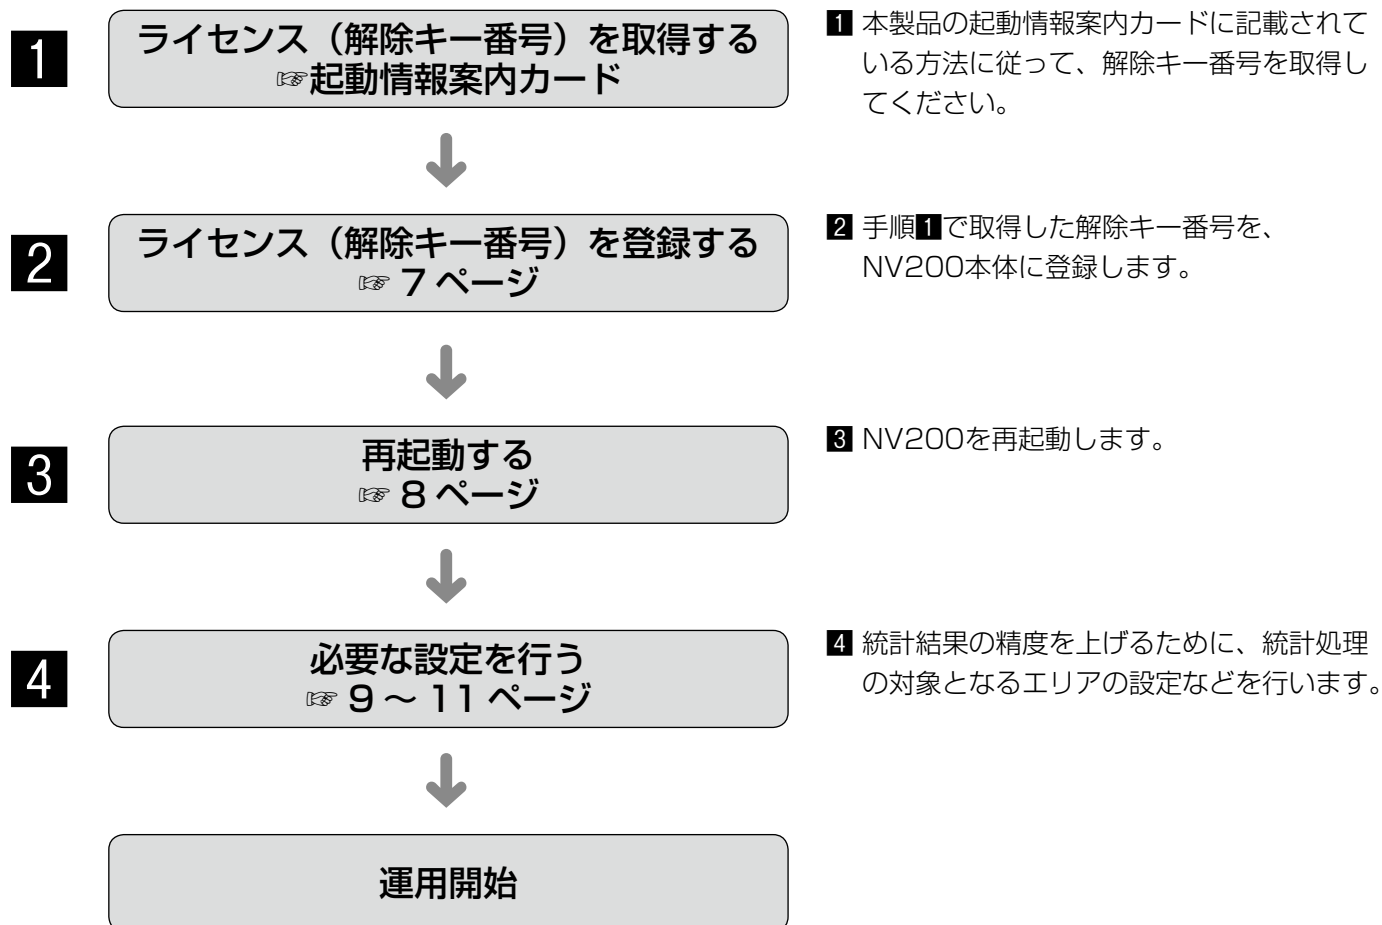 1
ライセンス（解除キー番号）を取得する
☞起動情報案内カード
1 本製品の起動情報案内カードに記載されて
いる方法に従って、解除キー番号を取得し
てください。
2
ライセンス（解除キー番号）を登録する
☞ 7 ページ
2 手順1で取得した解除キー番号を、
NV200本体に登録します。
3
再起動する
☞ 8 ページ
3 NV200を再起動します。
4
必要な設定を行う
☞ 9 ～ 11 ページ
4 統計結果の精度を上げるために、統計処理
の対象となるエリアの設定などを行います。
運用開始